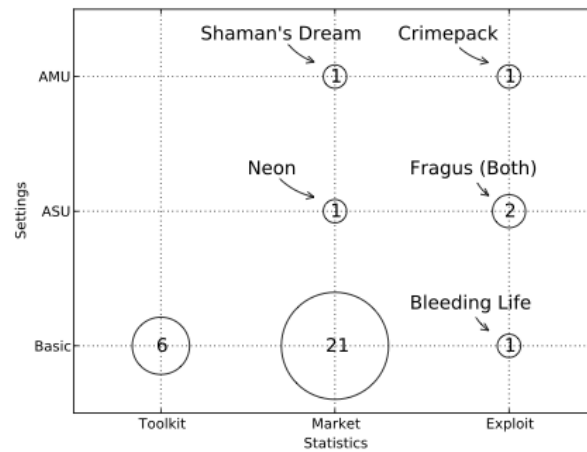 Shaman's Dream
Crimepack
AMU
1
1
Neon
Fragus (Both)
ASU
1
2
Settings
Bleeding Life
Basic
6
21
1
Toolkit
Market
Exploit
Statistics